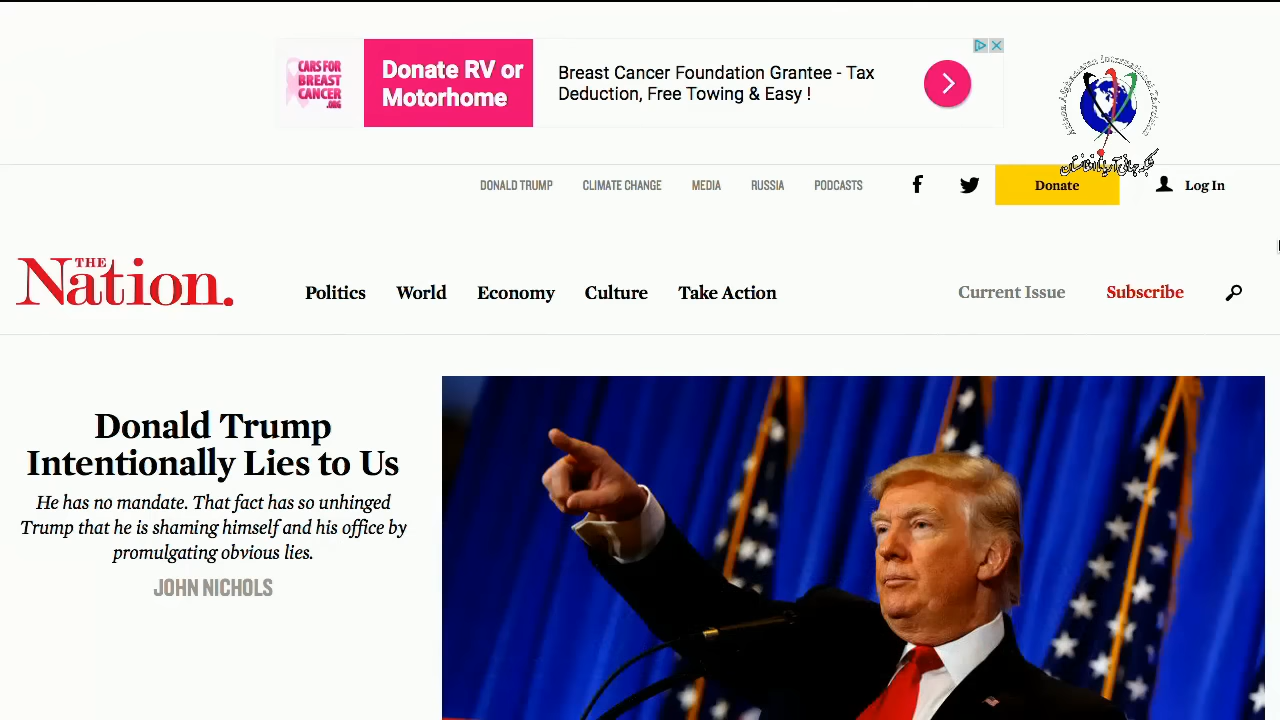 CARS FOR
BREAST
CANCER
.ORG
Donate RV or
Motorhome
Breast Cancer Foundation Grantee - Tax
Deduction, Free Towing & Easy !
DONALD TRUMP
CLIMATE CHANGE
MEDIA
RUSSIA
PODCASTS
Donate
Log In
THE
Nation.
Politics
World
Economy
Culture
Take Action
Current Issue
Subscribe
Donald Trump
Intentionally Lies to Us
He has no mandate. That fact has so unhinged
Trump that he is shaming himself and his office by
promulgating obvious lies.
JOHN NICHOLS